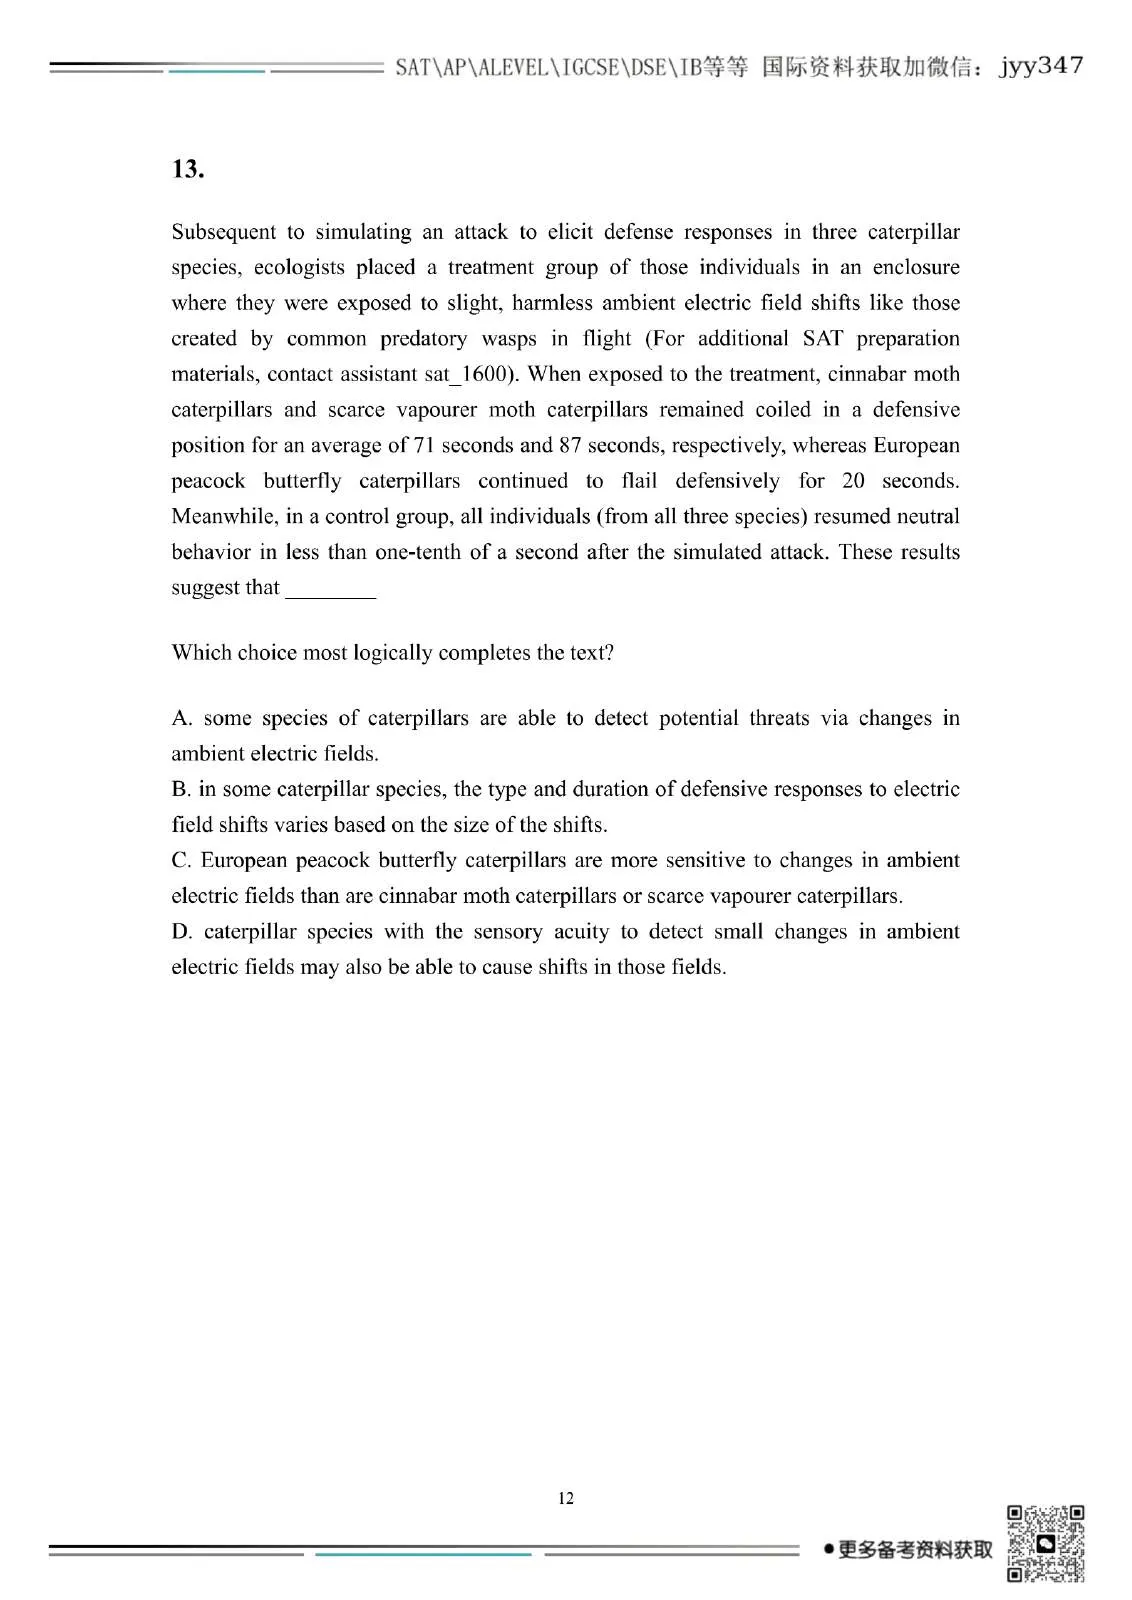 SAT\AP\ALEVEL\IGCSE\DSE\IB等等 国际资料获取加微信：jyy347
13.
Subsequent to simulating an attack to elicit defense responses in three caterpillar
species, ecologists placed a treatment group of those individuals in an enclosure
where they were exposed to slight, harmless ambient electric field shifts like those
created by common predatory wasps in flight (For additional SAT preparation
materials, contact assistant sat_1600). When exposed to the treatment, cinnabar moth
caterpillars and scarce vapourer moth caterpillars remained coiled in a defensive
position for an average of 71 seconds and 87 seconds, respectively, whereas European
peacock butterfly caterpillars continued to flail defensively for 20 seconds.
Meanwhile, in a control group, all individuals (from all three species) resumed neutral
behavior in less than one-tenth of a second after the simulated attack. These results
suggest that ________
Which choice most logically completes the text?
A. some species of caterpillars are able to detect potential threats via changes in
ambient electric fields.
B. in some caterpillar species, the type and duration of defensive responses to electric
field shifts varies based on the size of the shifts.
C. European peacock butterfly caterpillars are more sensitive to changes in ambient
electric fields than are cinnabar moth caterpillars or scarce vapourer caterpillars.
D. caterpillar species with the sensory acuity to detect small changes in ambient
electric fields may also be able to cause shifts in those fields.
12
●更多备考资料获取